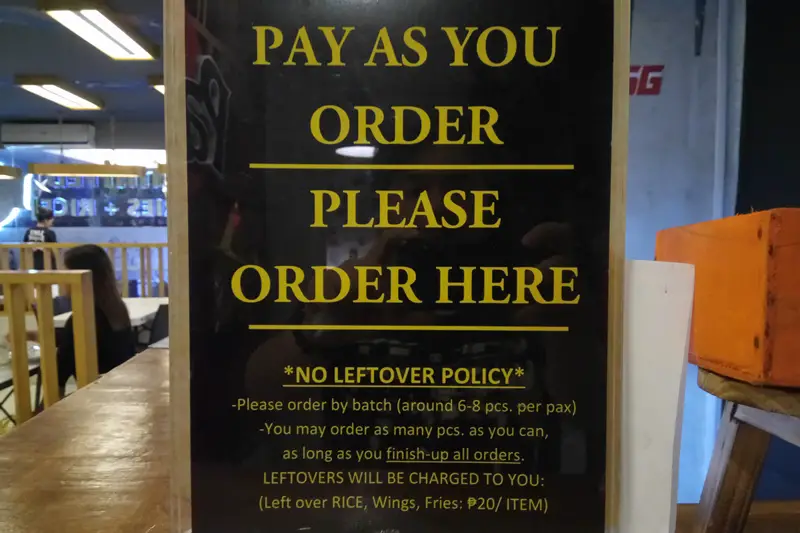 PAY AS YOU
ORDER
PLEASE
ORDER HERE
*NO LEFTOVER POLICY*
-Please order by batch (around 6-8 pcs. per pax)
-You may order as many pcs. as you can,
as long as you finish-up all orders.
LEFTOVERS WILL BE CHARGED TO YOU:
(Left over RICE, Wings, Fries: ₱20/ ITEM)
SG